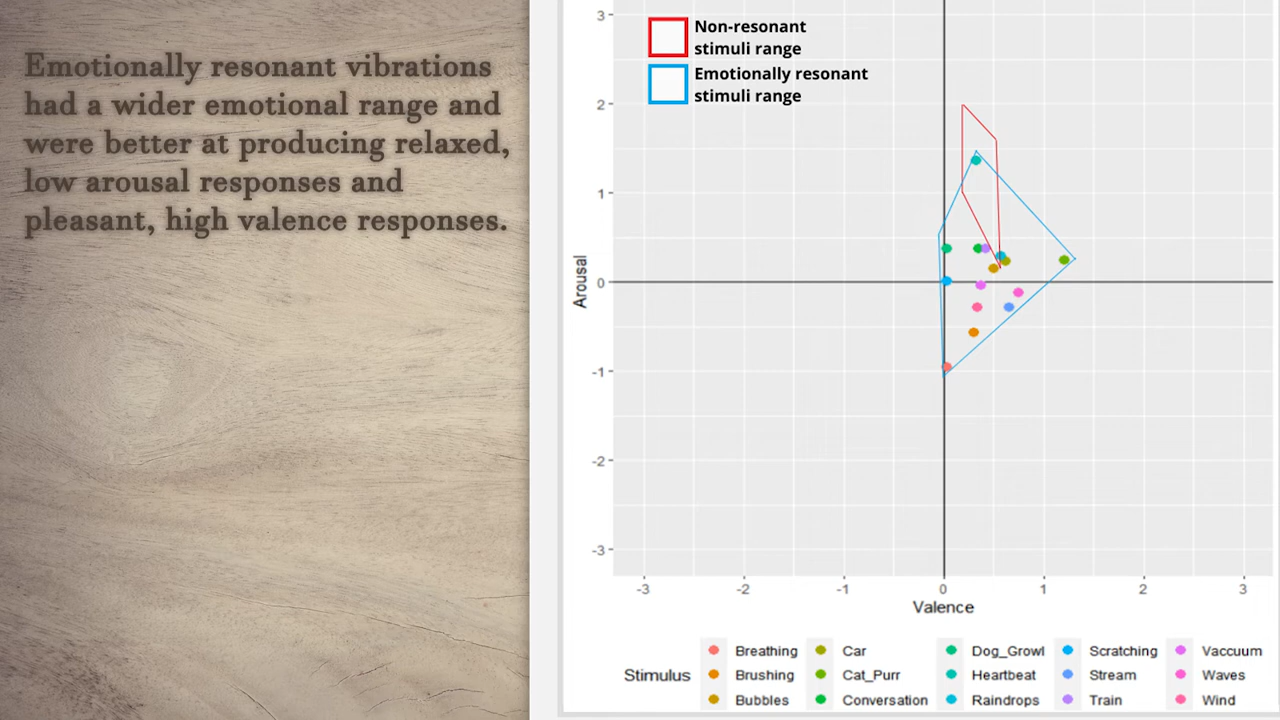 Emotionally resonant vibrations
had a wider emotional range and
were better at producing relaxed,
low arousal responses and
pleasant, high valence responses.
Non-resonant
stimuli range
Emotionally resonant
stimuli range
3
2
1
0
-1
-2
-3
Arousal
-3 -2 -1 0 1 2 3
Valence
Stimulus
Breathing Car Dog_Growl Scratching Vaccuum
Brushing Cat_Purr Heartbeat Stream Waves
Bubbles Conversation Raindrops Train Wind